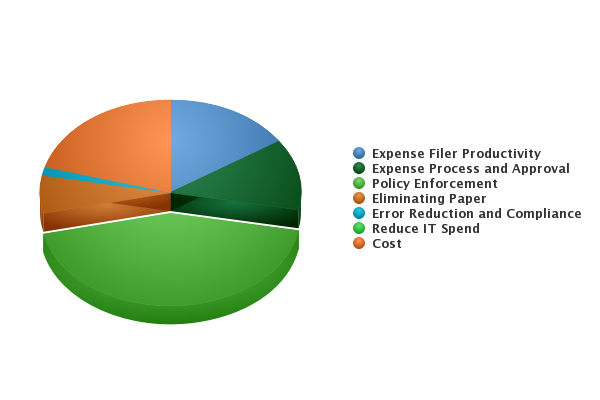 Expense Filer Productivity
Expense Process and Approval
Policy Enforcement
Eliminating Paper
Error Reduction and Compliance
Reduce IT Spend
Cost